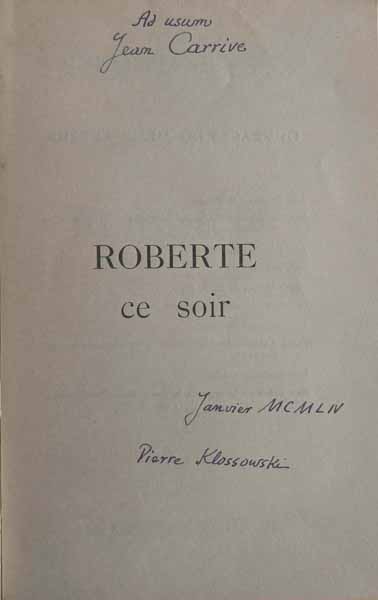 Ad usum
Jean Carrive
ROBERTE
ce soir
Janvier MCMLIV
Pierre Klossowski